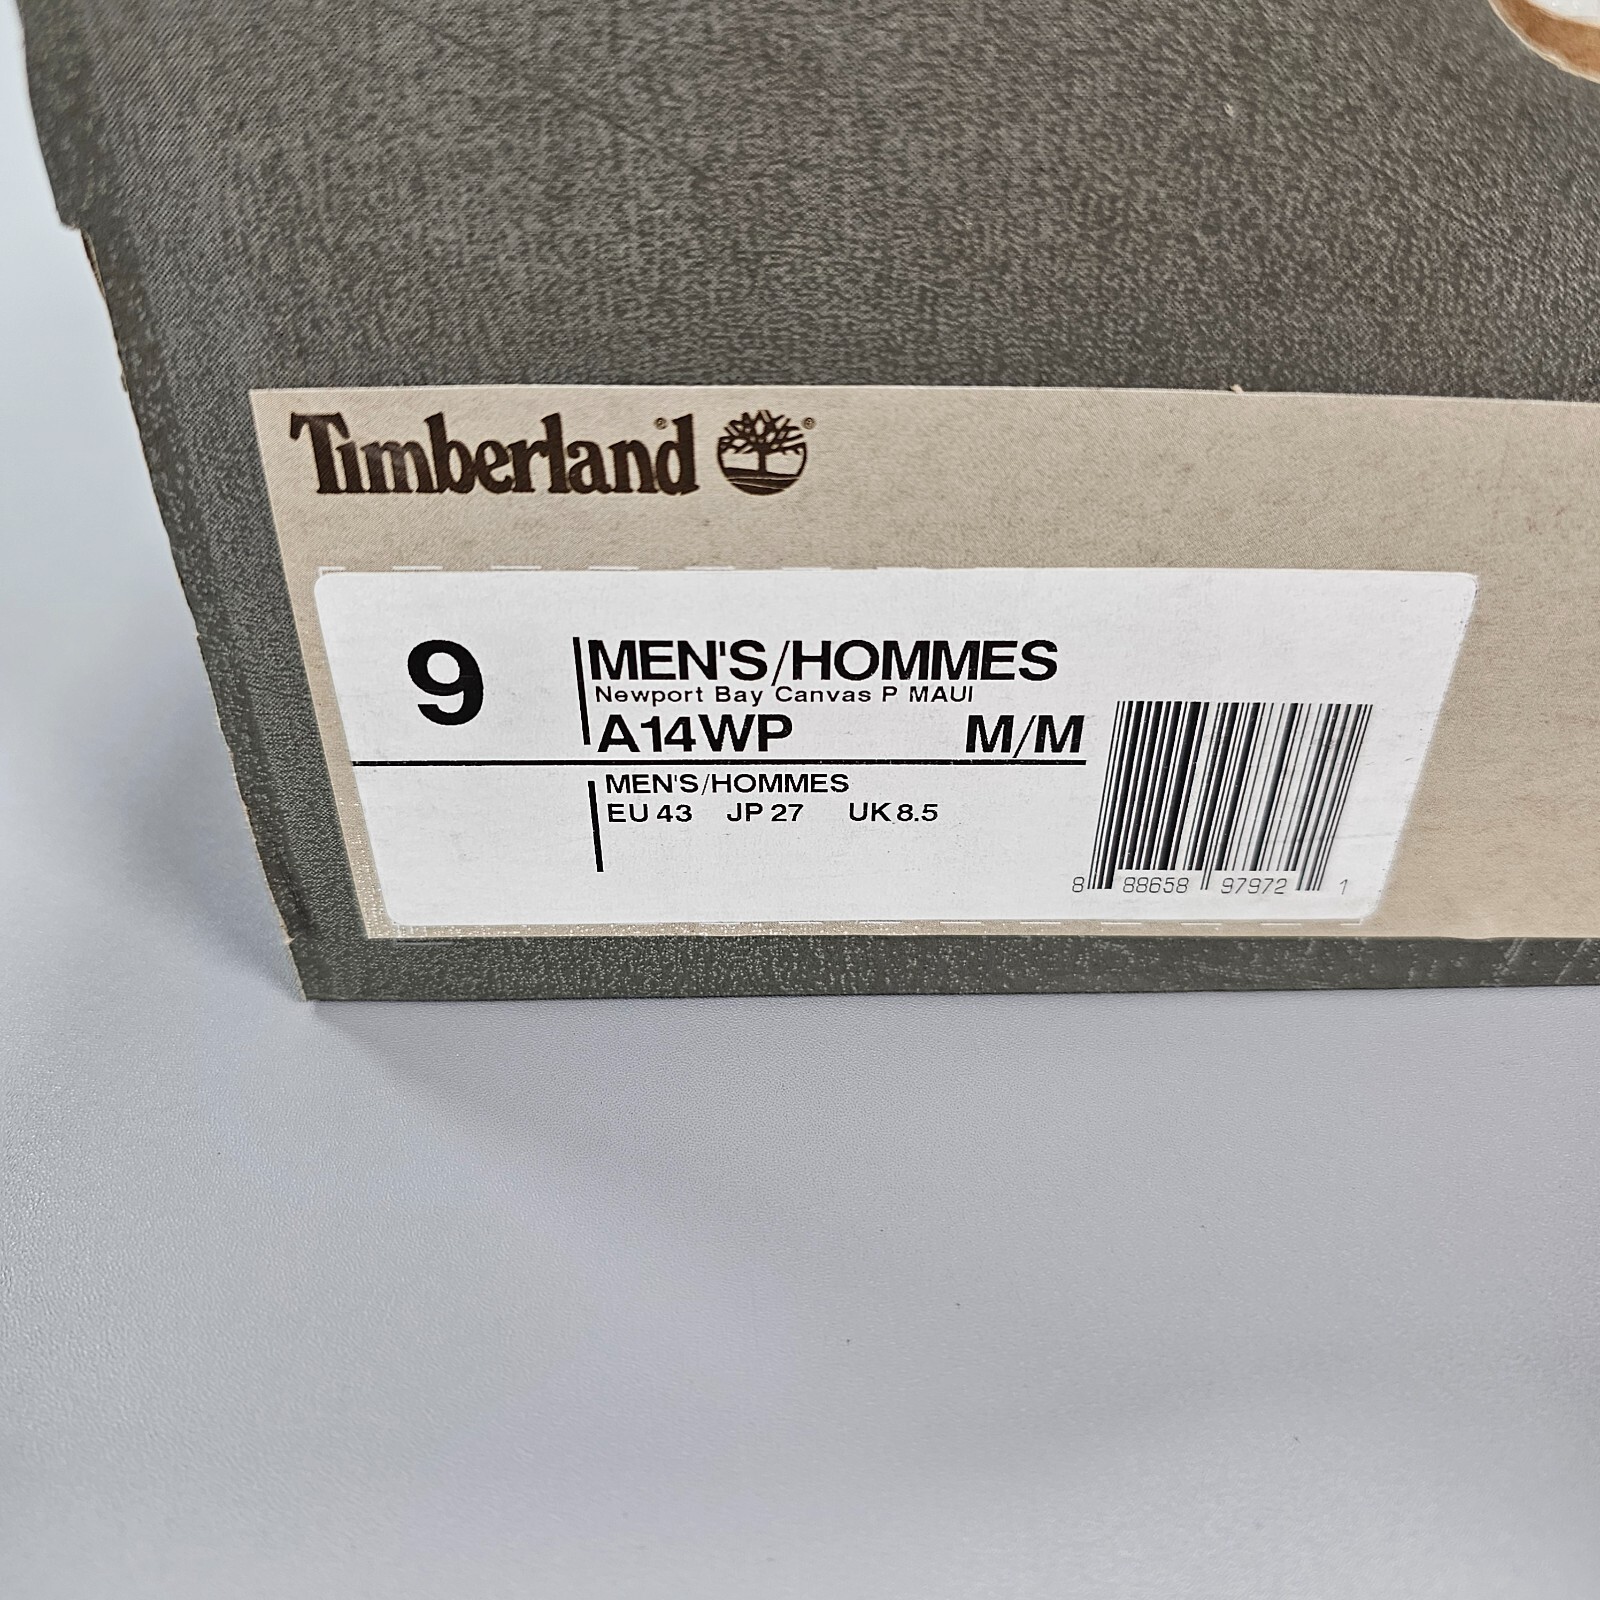 Timberland®
9
MEN'S/HOMMES
Newport Bay Canvas P MAUI
A14WP M/M
MEN'S/HOMMES
EU 43 JP 27 UK 8.5
8 88658 97972 1